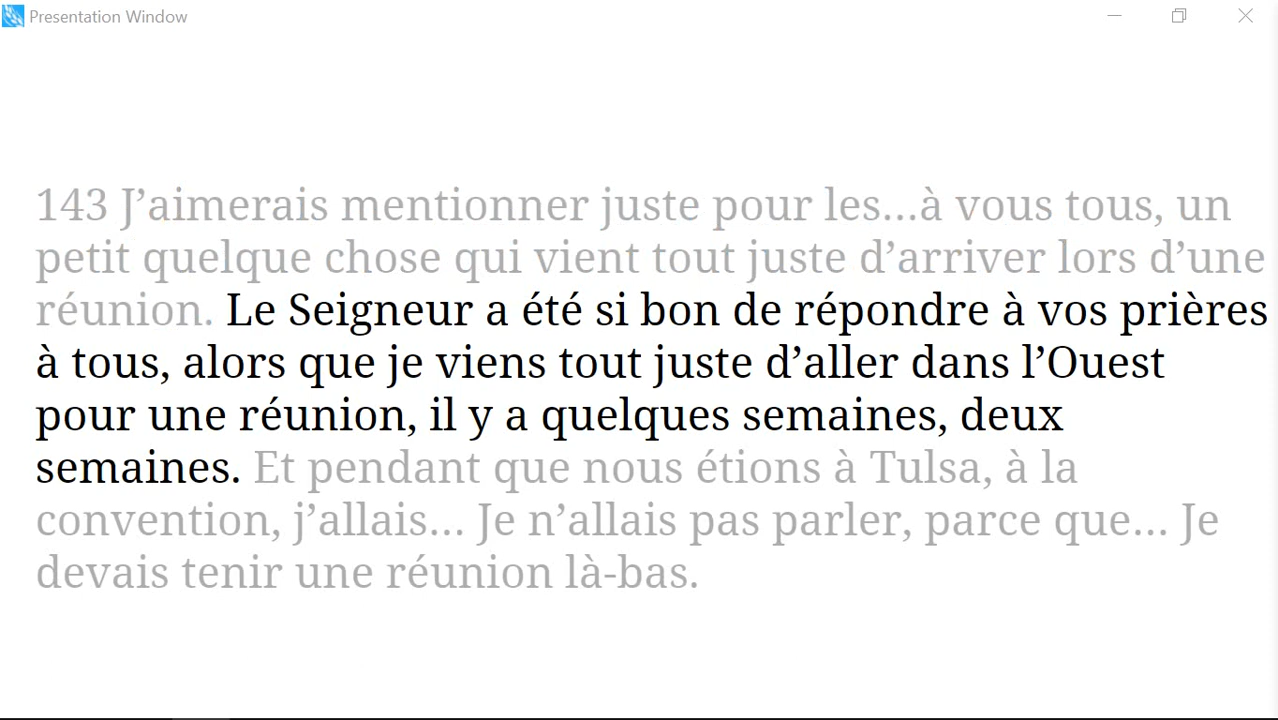 Presentation Window
143 J’aimerais mentionner juste pour les…à vous tous, un
petit quelque chose qui vient tout juste d’arriver lors d’une
réunion. Le Seigneur a été si bon de répondre à vos prières
à tous, alors que je viens tout juste d’aller dans l’Ouest
pour une réunion, il y a quelques semaines, deux
semaines. Et pendant que nous étions à Tulsa, à la
convention, j’allais… Je n’allais pas parler, parce que… Je
devais tenir une réunion là-bas.